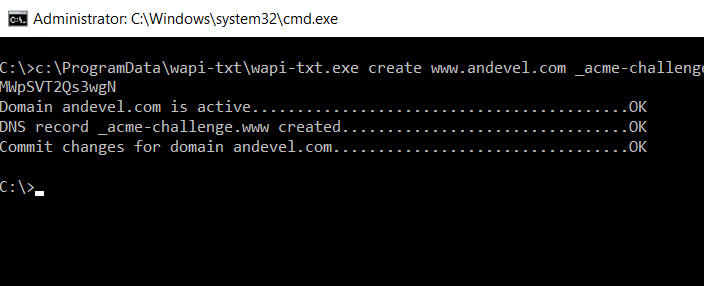 Administrator: C:\Windows\system32\cmd.exe
C:\>c:\ProgramData\wapi-txt\wapi-txt.exe create www.andevel.com _acme-challenge
MWpSVT2Qs3wgN
Domain andevel.com is active.........................................OK
DNS record _acme-challenge.www created...............................OK
Commit changes for domain andevel.com................................OK
C:\>